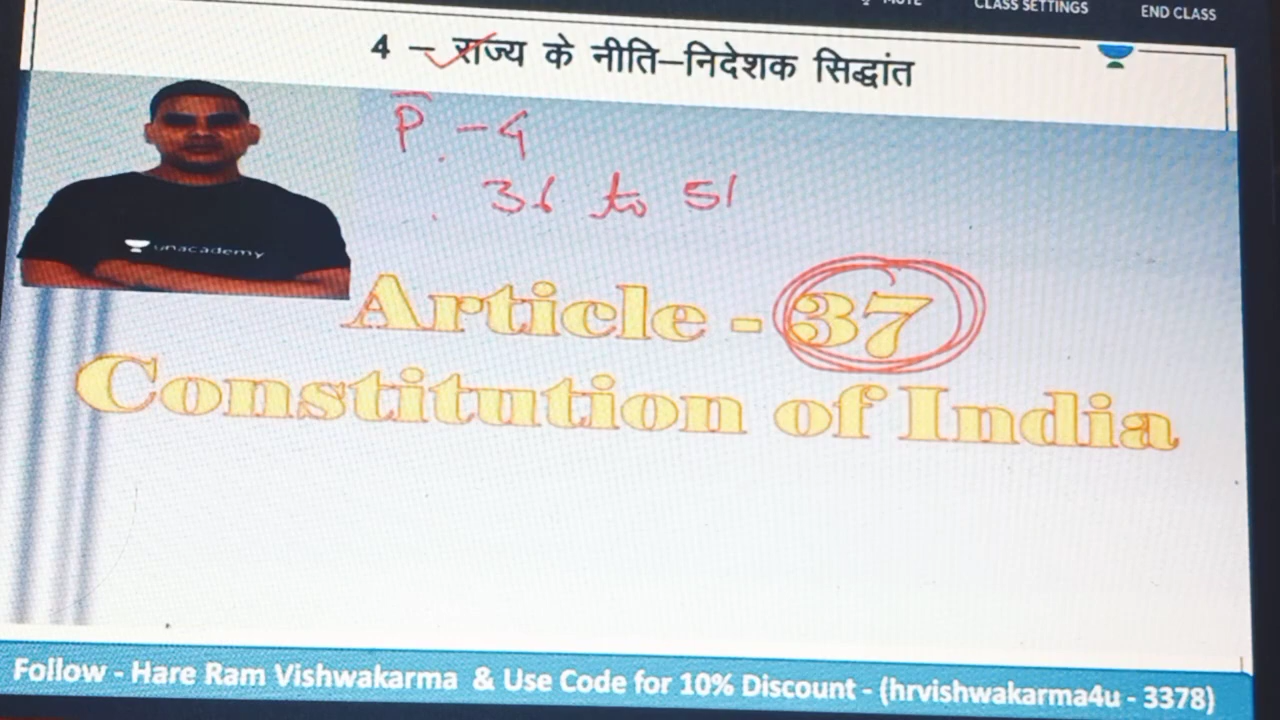 MUTE CLASS SETTINGS END CLASS
4 – राज्य के नीति–निदेशक सिद्धांत
P. - 4
36 to 51
unacademy
Article - 37
Constitution of India
Follow - Hare Ram Vishwakarma & Use Code for 10% Discount - (hrvishwakarma4u - 3378)